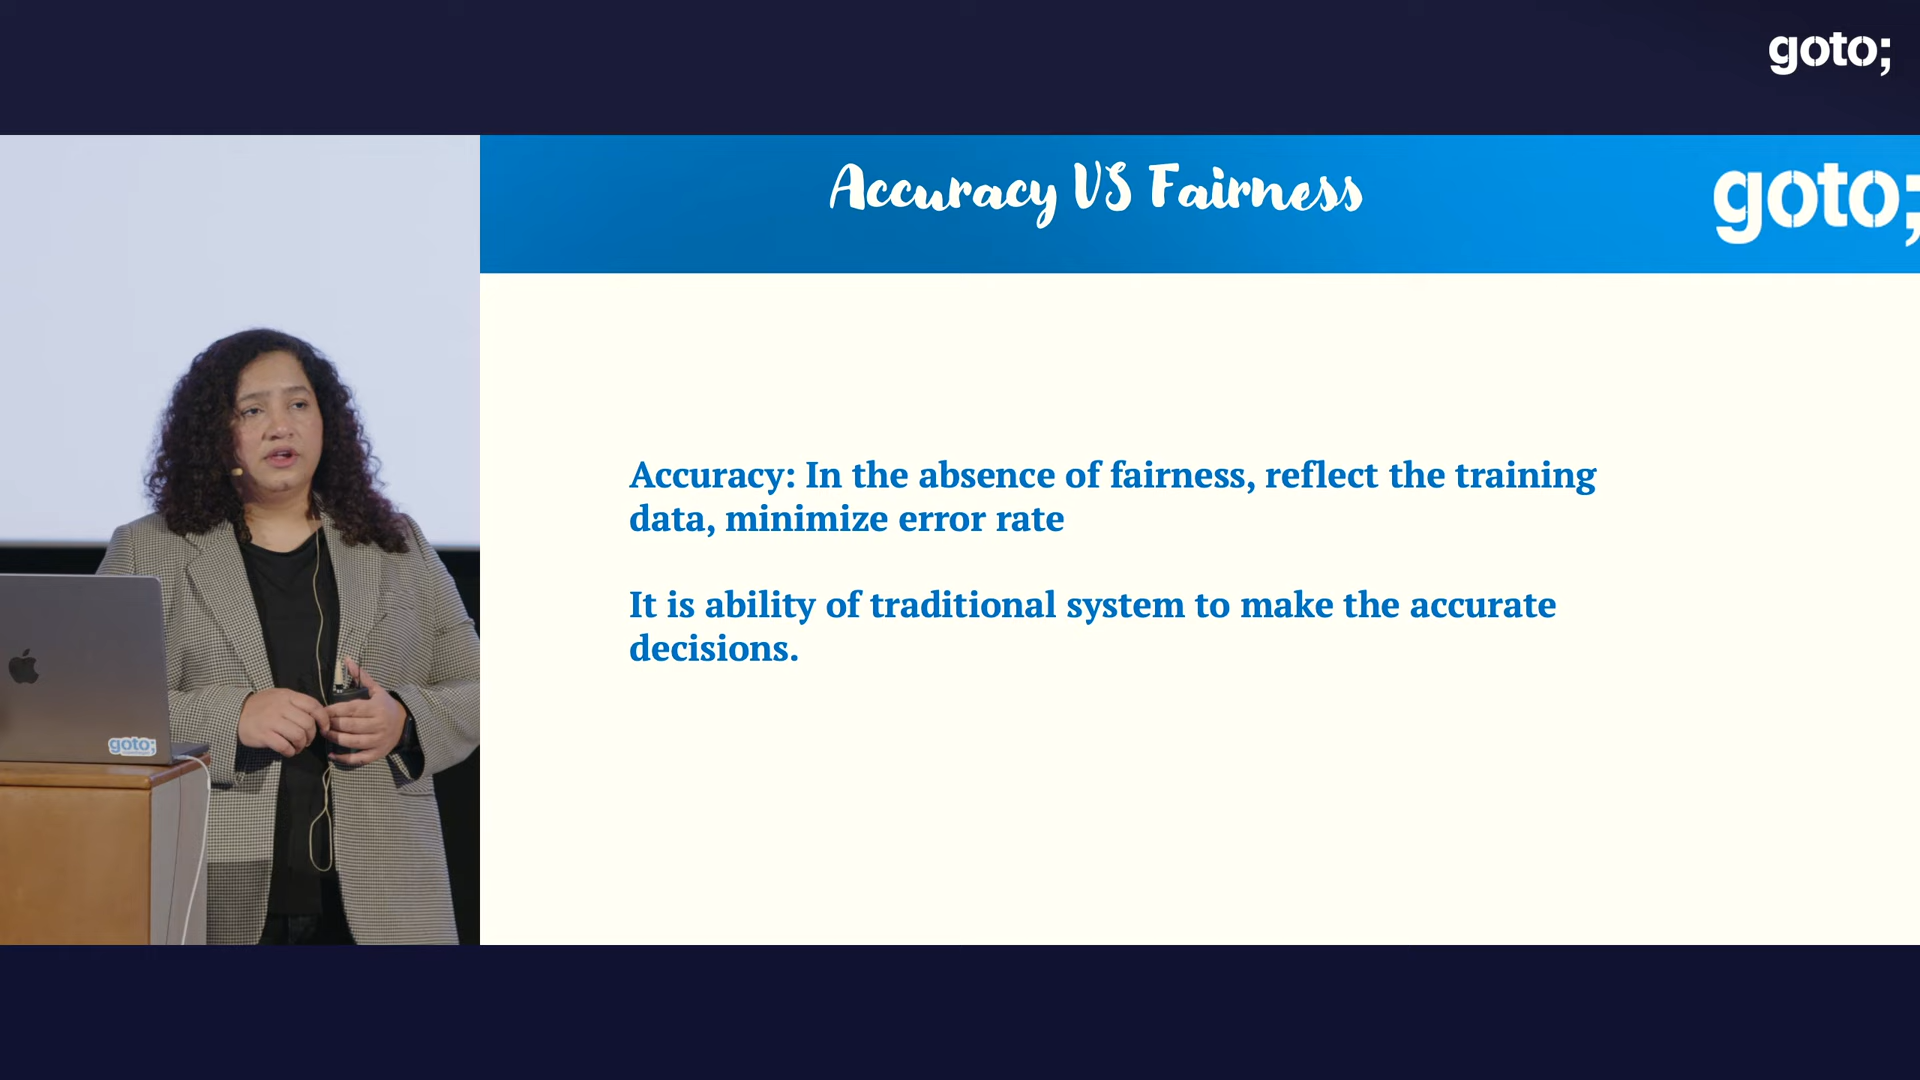 goto;
Accuracy VS Fairness
goto;
Accuracy: In the absence of fairness, reflect the training
data, minimize error rate
It is ability of traditional system to make the accurate
decisions.
goto;